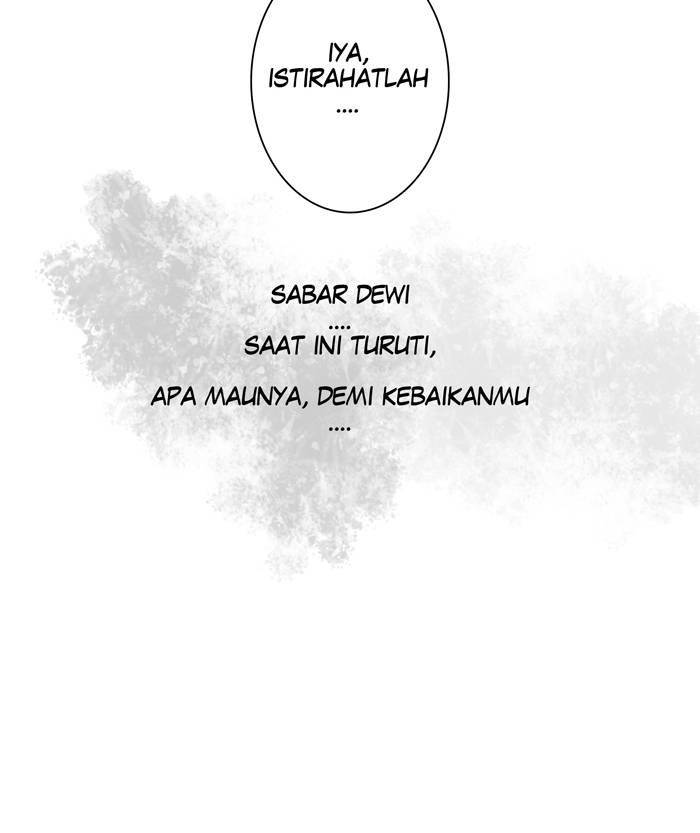 IYA,
ISTIRAHATLAH
....
SABAR DEWI
....
SAAT INI TURUTI,
APA MAUNYA, DEMI KEBAIKANMU
....